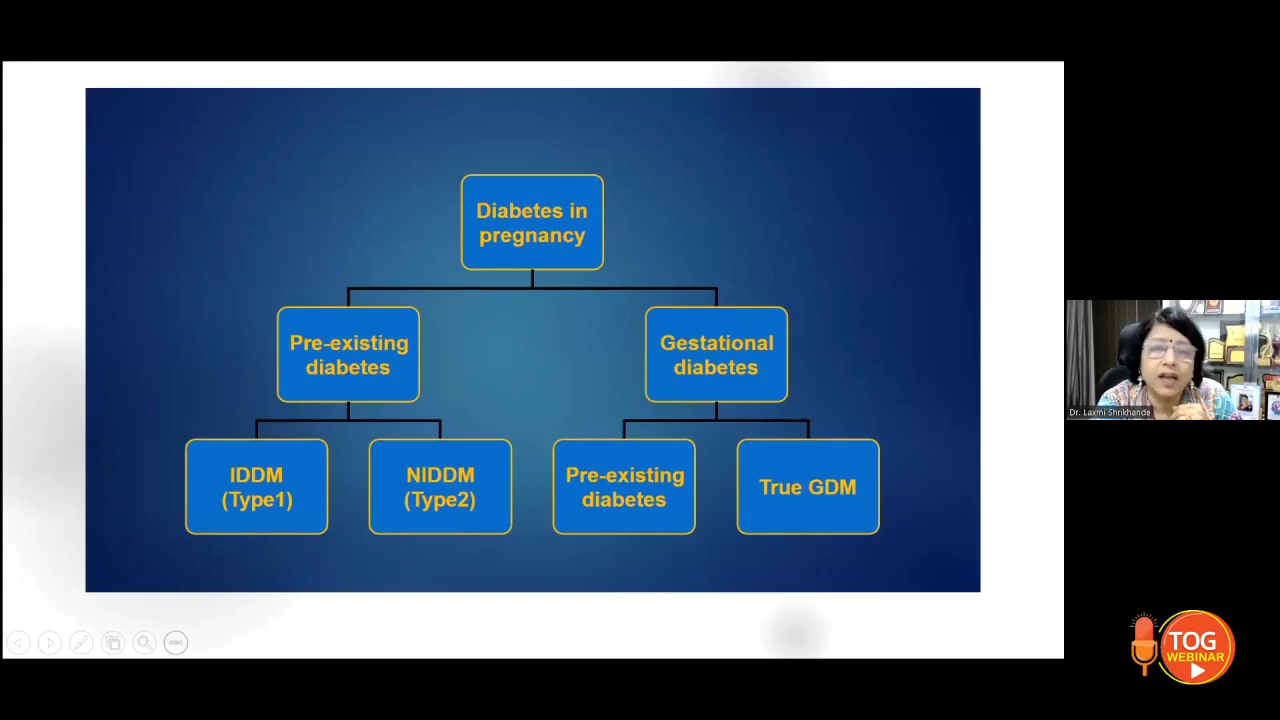 Diabetes in
pregnancy
Pre-existing
diabetes
Gestational
diabetes
IDDM
(Type1)
NIDDM
(Type2)
Pre-existing
diabetes
True GDM
Dr. Laxmi Shrikhande
TOG
WEBINAR